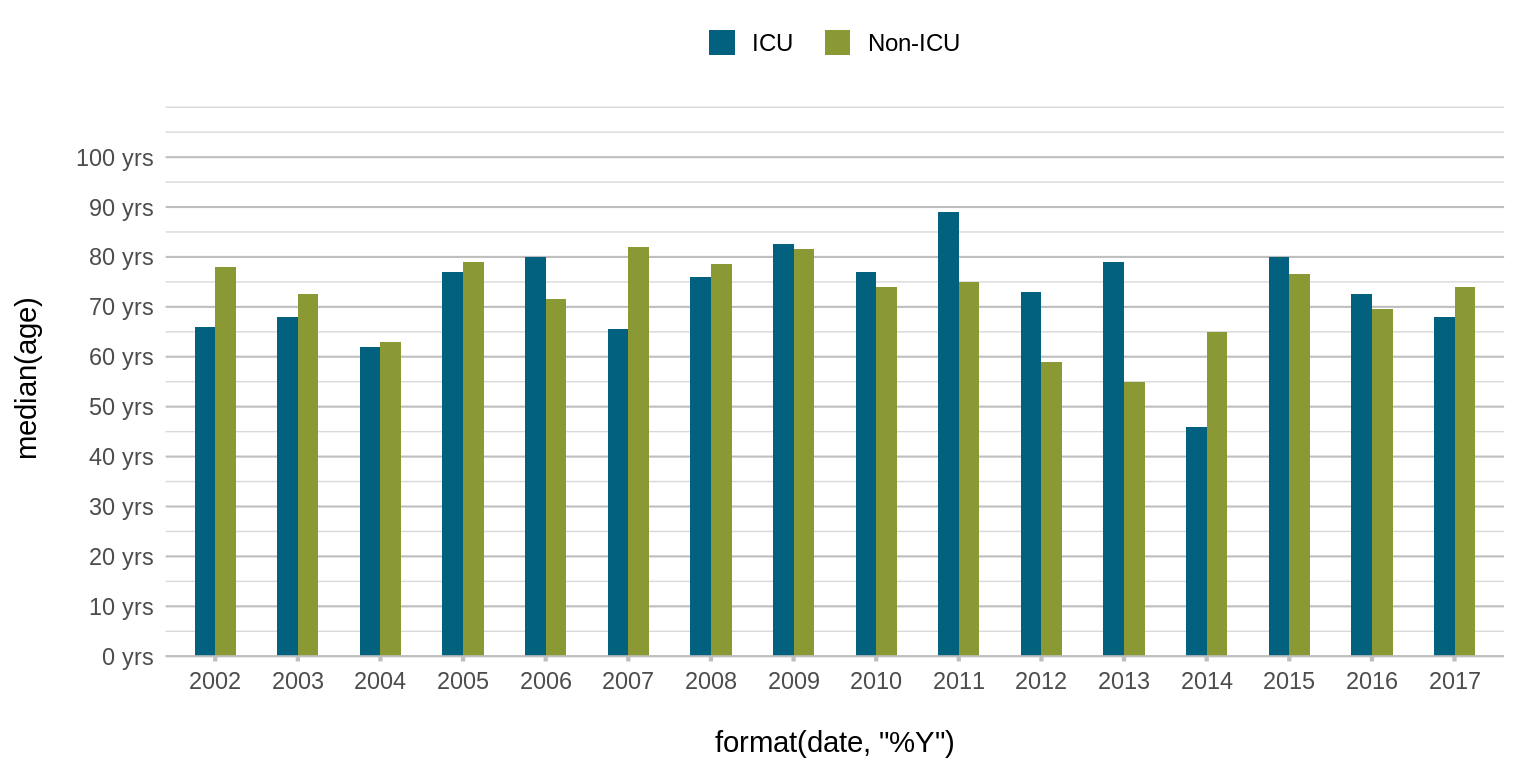 ICU Non-ICU
100 yrs
90 yrs
80 yrs
70 yrs
60 yrs
50 yrs
40 yrs
30 yrs
20 yrs
10 yrs
0 yrs
median(age)
2002 2003 2004 2005 2006 2007 2008 2009 2010 2011 2012 2013 2014 2015 2016 2017
format(date, "%Y")